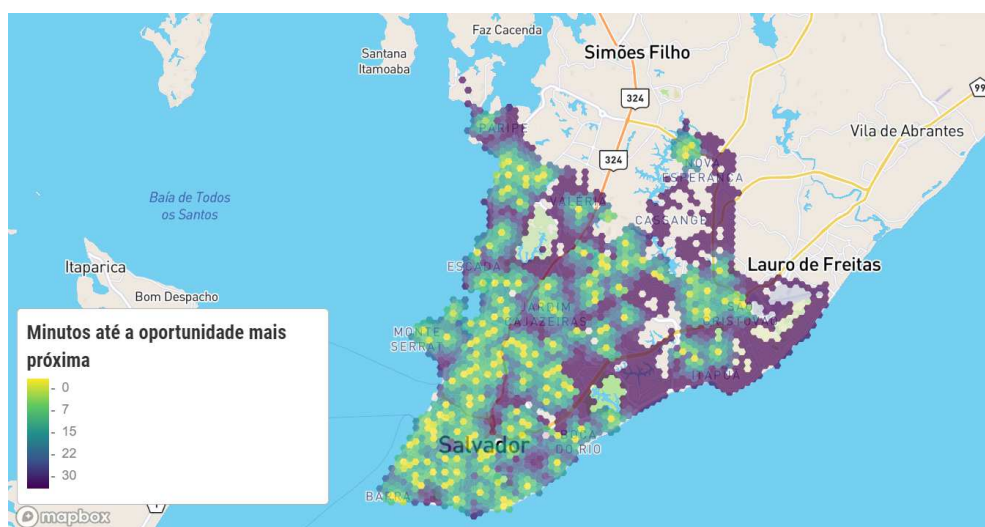 Faz Cacenda
Santana
Itamoaba
Simões Filho
324
99
PARIPE
Vila de Abrantes
324
NOVA
ESPERANÇA
Baía de Todos
os Santos
VALÉRIA
CASSANGE
Itaparica
ESCADA
Lauro de Freitas
Bom Despacho
JARDIM
CAJAZEIRAS
SÃO
CRISTÓVÃO
Minutos até a oportunidade mais
próxima
MONTE
SERRAT
ITAPUÃ
0
7
15
22
30
Salvador
DO RIO
BARRA
mapbox